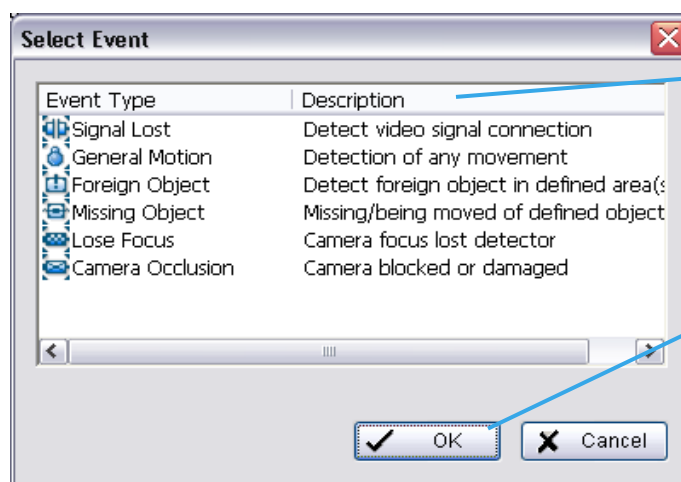 Select Event
Event Type Description
Signal Lost Detect video signal connection
General Motion Detection of any movement
Foreign Object Detect foreign object in defined area(s
Missing Object Missing/being moved of defined object
Lose Focus Camera focus lost detector
Camera Occlusion Camera blocked or damaged
OK Cancel